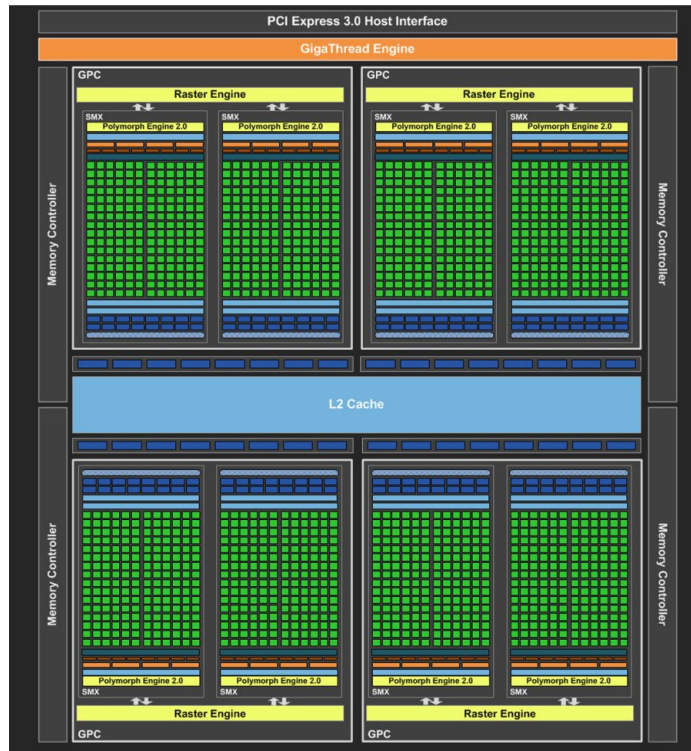 PCI Express 3.0 Host Interface
GigaThread Engine
GPC
GPC
Raster Engine
Raster Engine
SMX
SMX
SMX
SMX
Polymorph Engine 2.0
Polymorph Engine 2.0
Polymorph Engine 2.0
Polymorph Engine 2.0
Memory Controller
Memory Controller
L2 Cache
Memory Controller
Memory Controller
Polymorph Engine 2.0
Polymorph Engine 2.0
Polymorph Engine 2.0
Polymorph Engine 2.0
SMX
SMX
SMX
SMX
Raster Engine
Raster Engine
GPC
GPC